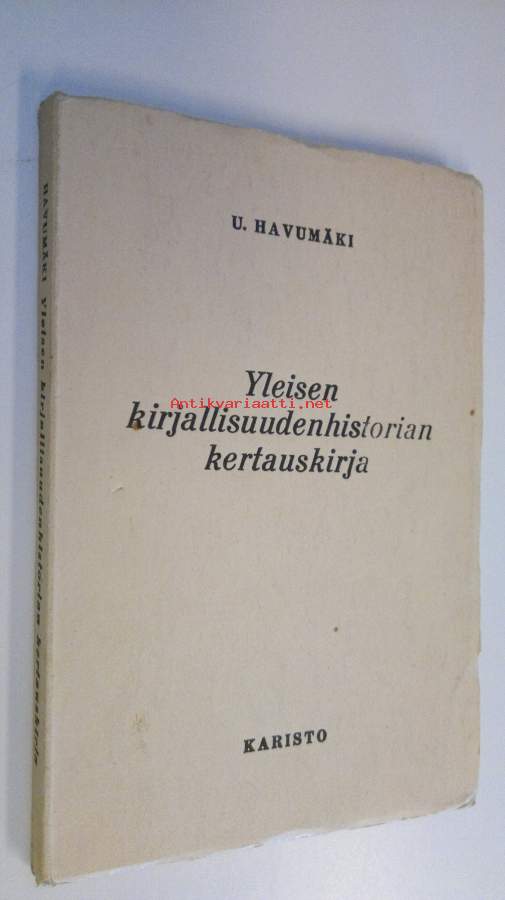 U. HAVUMÄKI
Yleisen
Antikvariaatti.net
kirjallisuudenhistorian
kertauskirja
KARISTO
HAVUMÄKI Yleisen kirjallisuudenhistorian kertauskirja